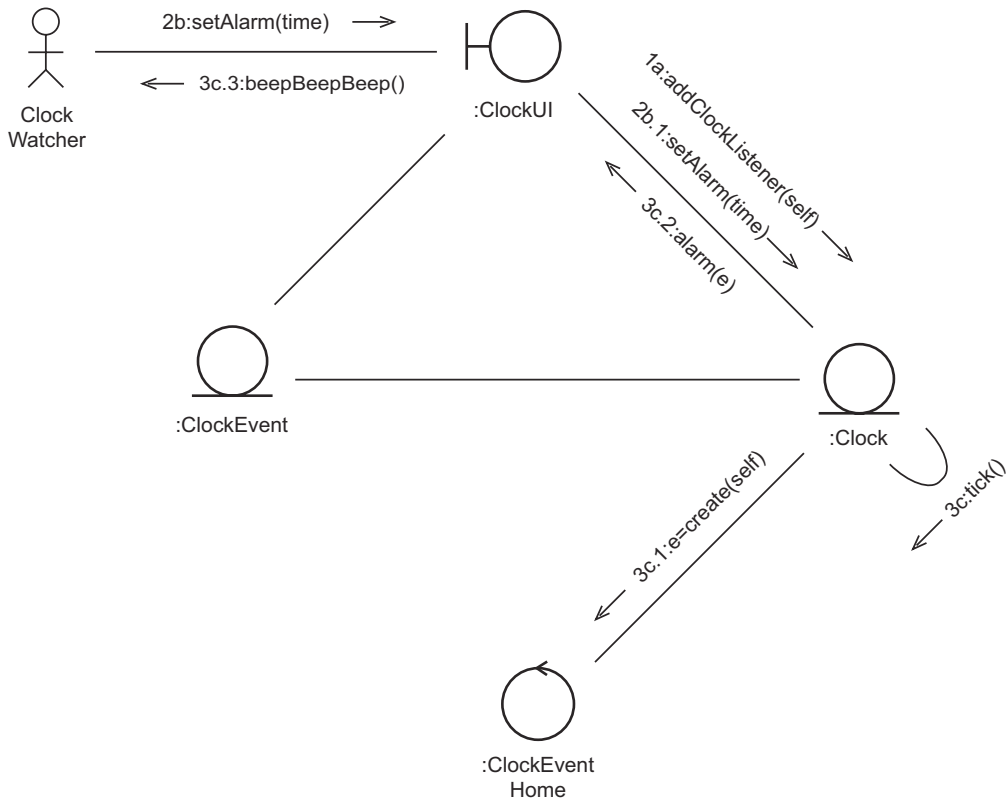 2b:setAlarm(time)
3c.3:beepBeepBeep()
Clock
Watcher
:ClockUI
1a:addClockListener(self)
2b.1:setAlarm(time)
3c.2:alarm(e)
:ClockEvent
:Clock
3c:tick()
3c.1:e=create(self)
:ClockEvent
Home